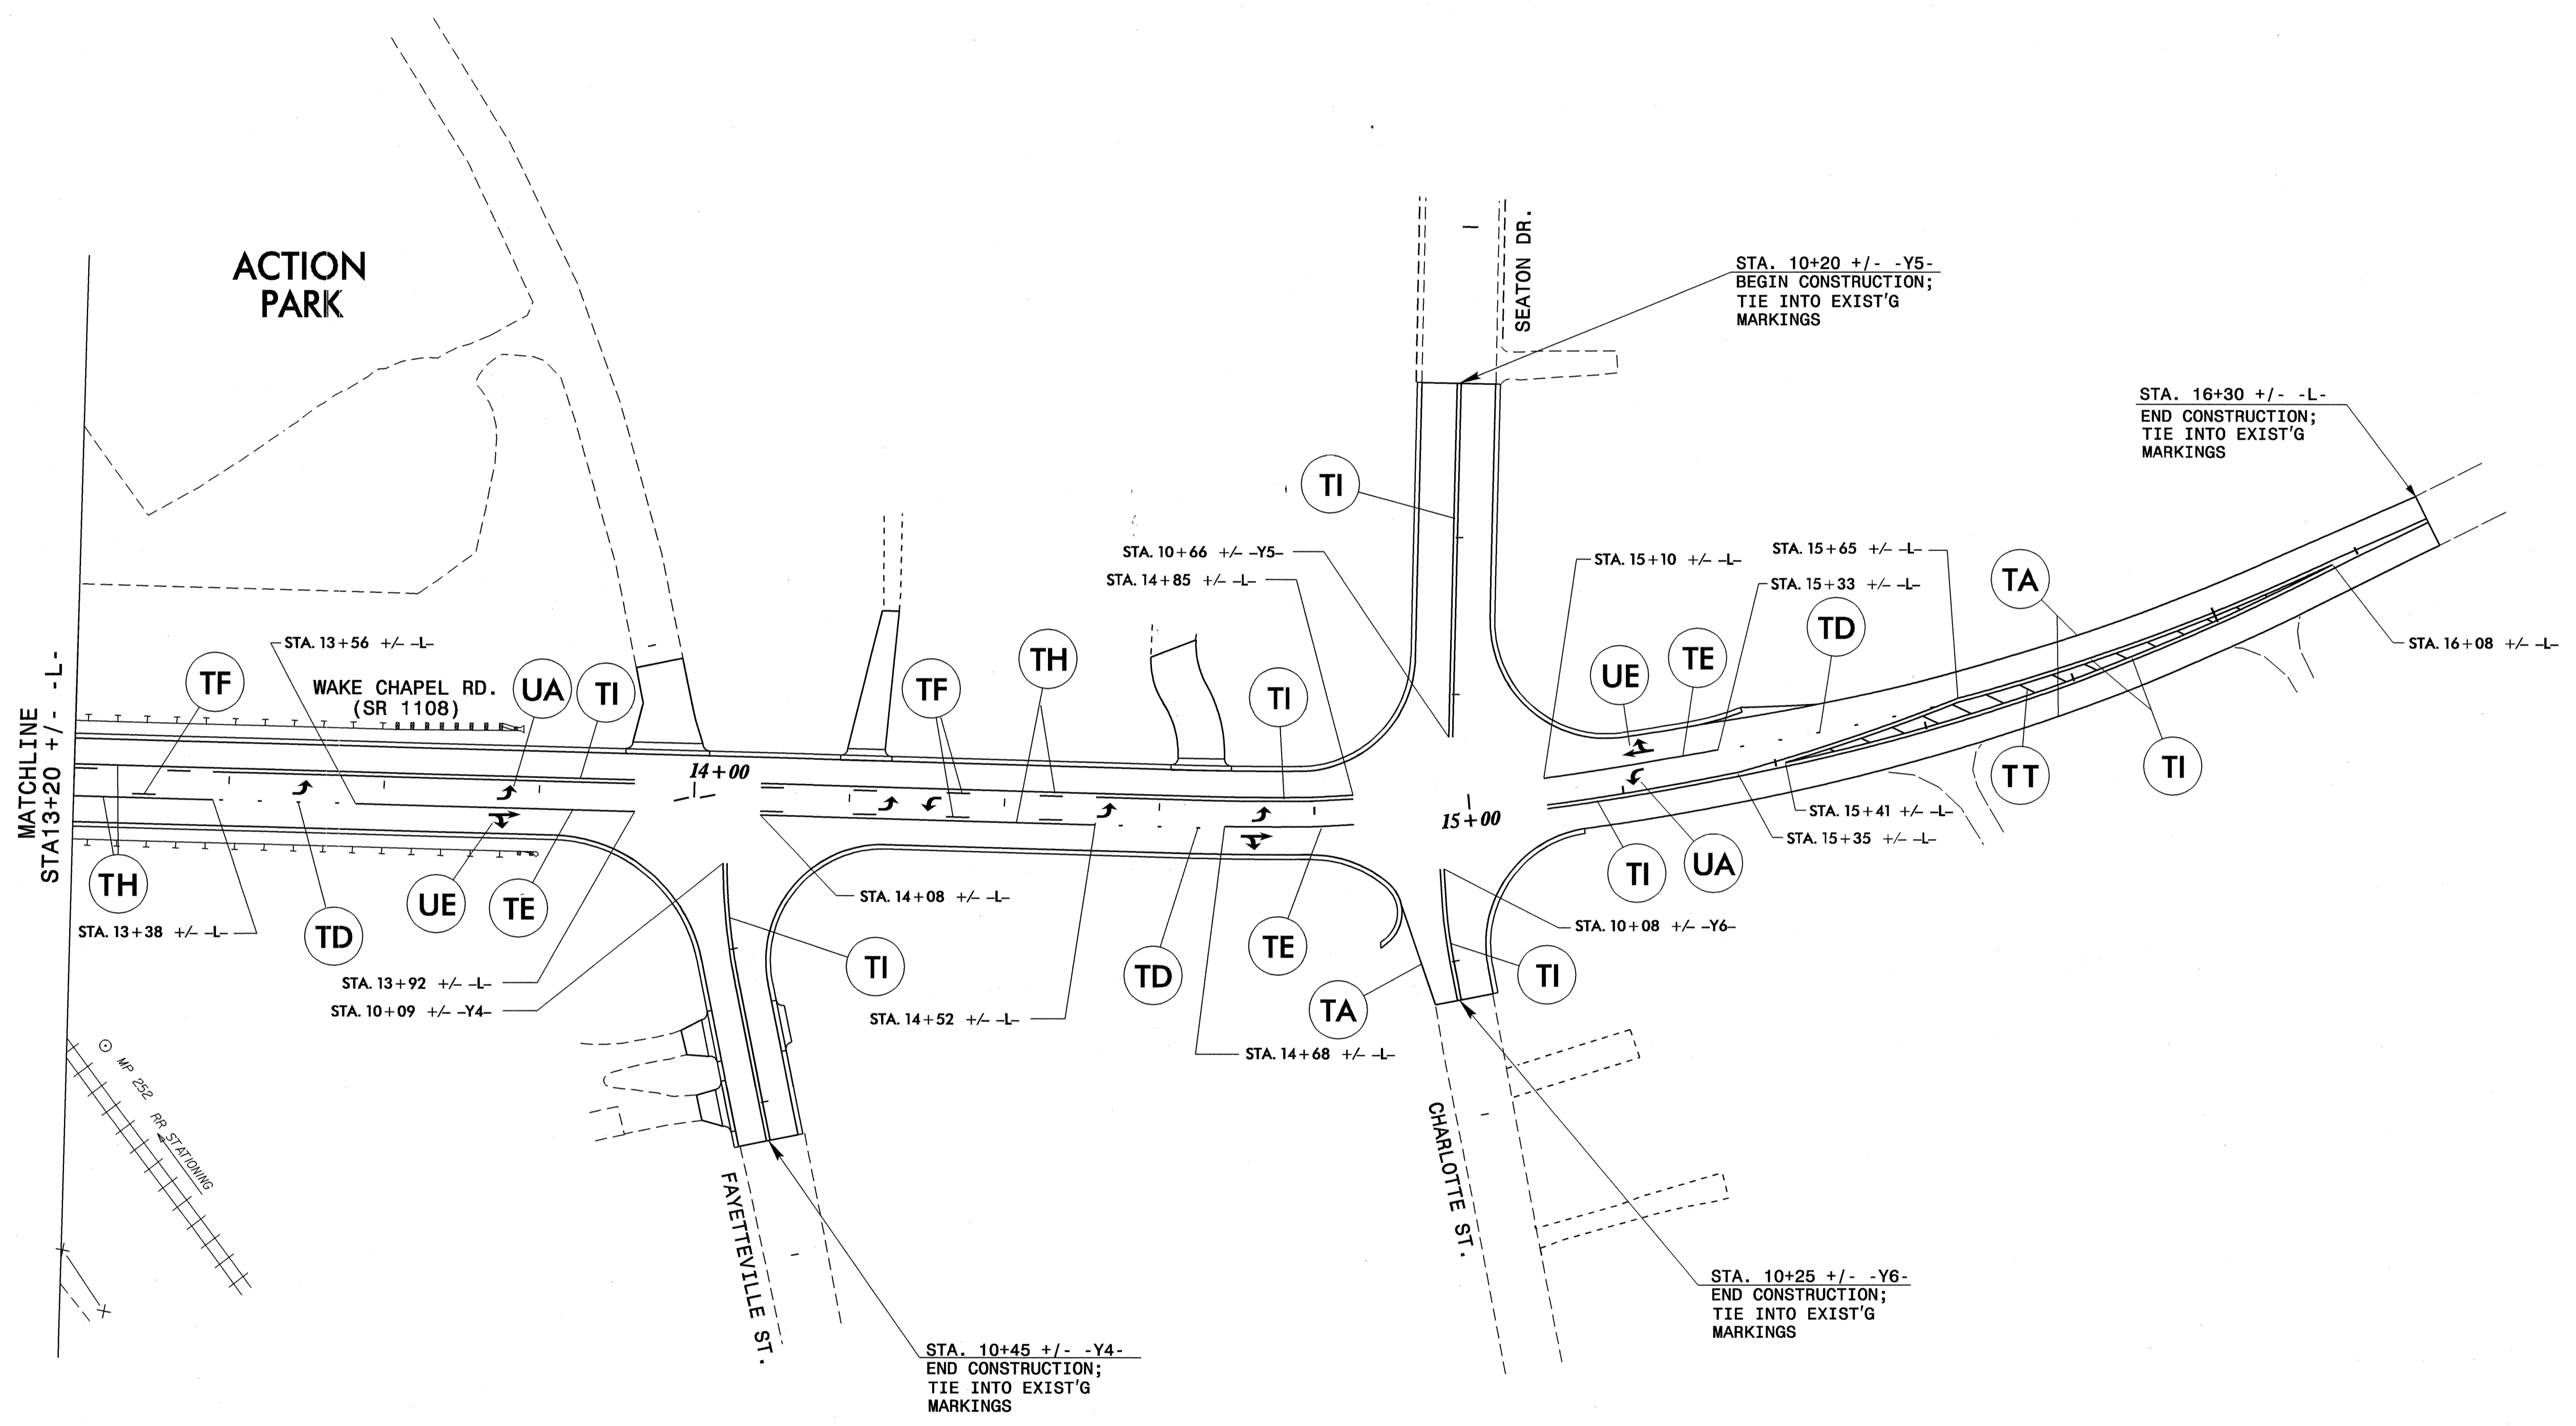 ACTION
PARK
SEATON DR.
STA. 10+20 +/- -Y5-
BEGIN CONSTRUCTION;
TIE INTO EXIST'G
MARKINGS
STA. 16+30 +/- -L-
END CONSTRUCTION;
TIE INTO EXIST'G
MARKINGS
TI
STA. 10+66 +/- -Y5-
STA. 14+85 +/- -L-
STA. 15+10 +/- -L-
STA. 15+65 +/- -L-
STA. 15+33 +/- -L-
TA
TD
STA. 16+08 +/- -L-
MATCHLINE
STA13+20 +/- -L-
STA. 13+56 +/- -L-
TF
WAKE CHAPEL RD.
(SR 1108)
UA
TI
TF
TH
TI
UE
TE
14+00
15+00
TT
TI
STA. 15+41 +/- -L-
STA. 15+35 +/- -L-
TH
UE
TE
STA. 14+08 +/- -L-
TI
UA
STA. 13+38 +/- -L-
TD
STA. 10+08 +/- -Y6-
TE
TI
TD
TI
STA. 13+92 +/- -L-
STA. 10+09 +/- -Y4-
STA. 14+52 +/- -L-
TA
STA. 14+68 +/- -L-
MP 252 RR STATIONING
FAYETTEVILLE ST.
CHARLOTTE ST.
STA. 10+25 +/- -Y6-
END CONSTRUCTION;
TIE INTO EXIST'G
MARKINGS
STA. 10+45 +/- -Y4-
END CONSTRUCTION;
TIE INTO EXIST'G
MARKINGS